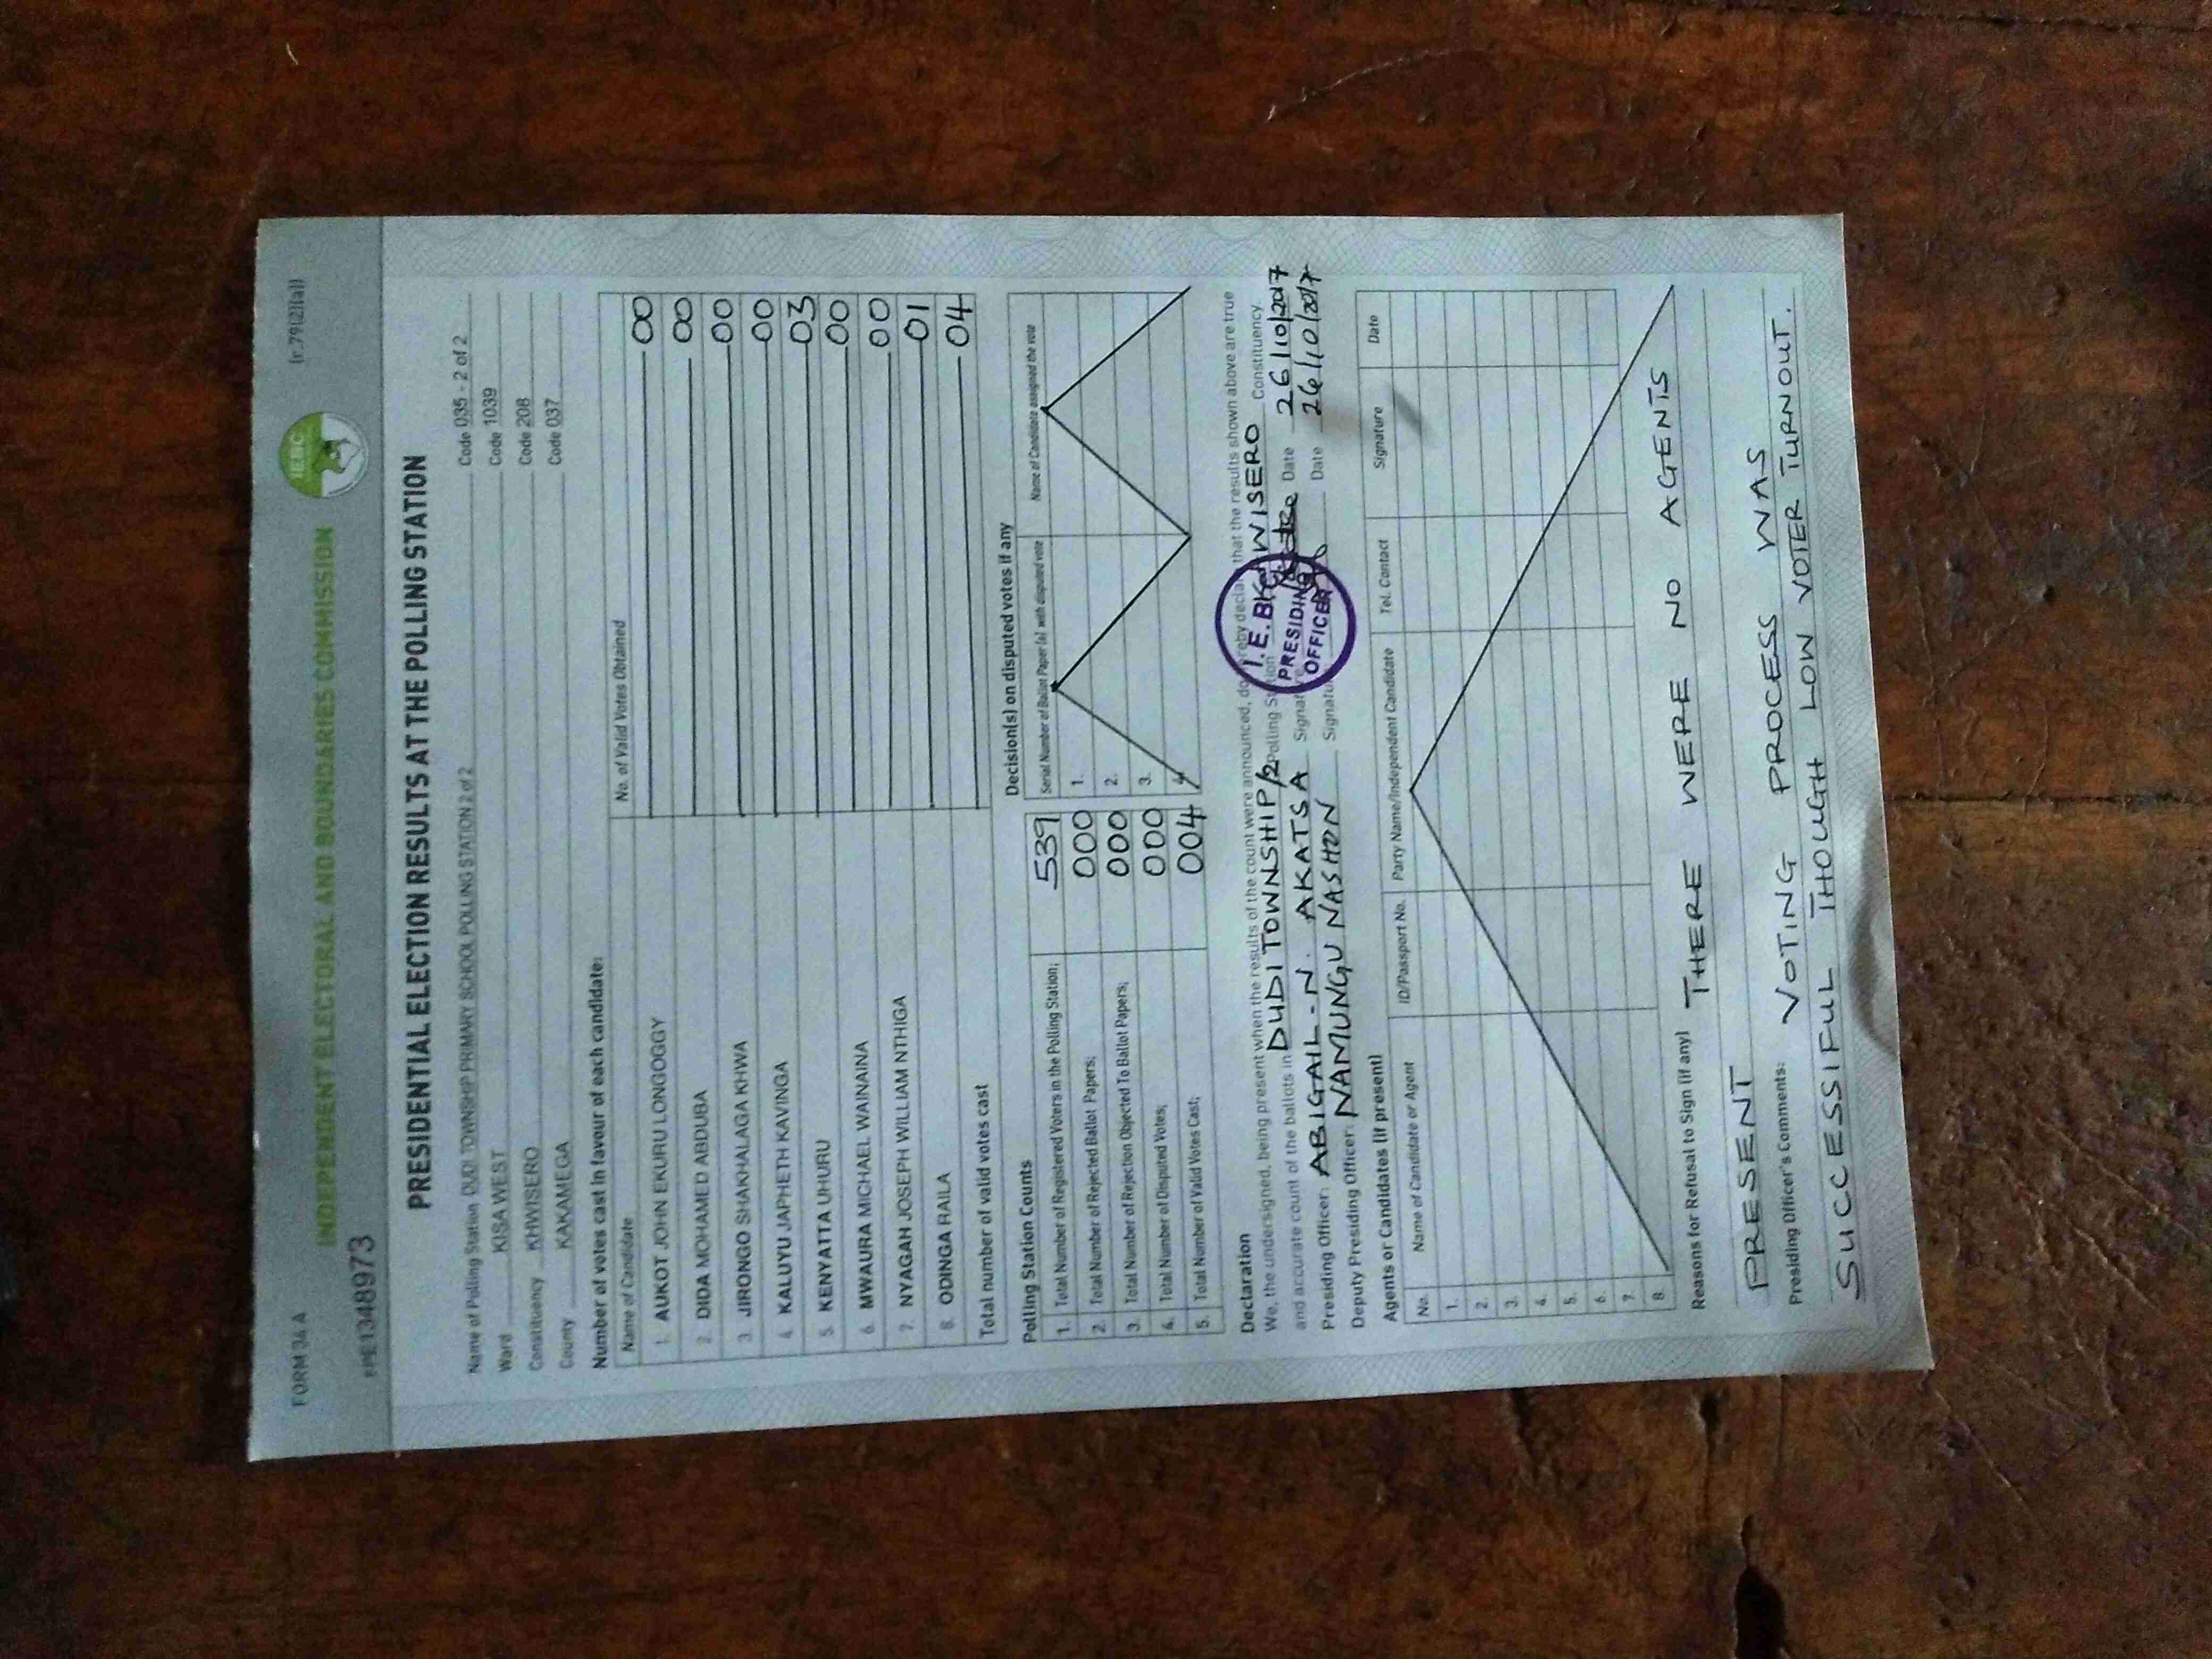 FORM 34 A
(r.79(2)(a))
INDEPENDENT ELECTORAL AND BOUNDARIES COMMISSION
IEBC
PRE1348973
PRESIDENTIAL ELECTION RESULTS AT THE POLLING STATION
Name of Polling Station DUDI TOWNSHIP PRIMARY SCHOOL POLLING STATION 2 of 2 Code 035 - 2 of 2
Ward KISA WEST Code 1039
Constituency KHWISERO Code 208
County KAKAMEGA Code 037
Number of votes cast in favour of each candidate:
Name of Candidate No. of Valid Votes Obtained
1. AUKOT JOHN EKURU LONGOGGY 00
2. DIDA MOHAMED ABDUBA 00
3. JIRONGO SHAKHALAGA KHWA 00
4. KALUYU JAPHETH KAVINGA 00
5. KENYATTA UHURU 03
6. MWAURA MICHAEL WAINAINA 00
7. NYAGAH JOSEPH WILLIAM NTHIGA 00
8. ODINGA RAILA 01
Total number of valid votes cast 04
Polling Station Counts
1. Total Number of Registered Voters in the Polling Station; 539
2. Total Number of Rejected Ballot Papers; 000
3. Total Number of Rejection Objected To Ballot Papers; 000
4. Total Number of Disputed Votes; 000
5. Total Number of Valid Votes Cast; 004
Decision(s) on disputed votes if any
Serial Number of Ballot Paper (s) with disputed vote Name of Candidate assigned the vote
1.
2.
3.
4.
Declaration
We, the undersigned, being present when the results of the count were announced, do hereby declare that the results shown above are true
and accurate count of the ballots in DUDI TOWNSHIP/2 Polling Station KHWISERO Constituency.
Presiding Officer: ABIGAIL - N. AKATSA Signature Date 26/10/2017
Deputy Presiding Officer: NAMUNGU NASHON Signature Date 26/10/2017
I.E.B.C
PRESIDING
OFFICER
Agents or Candidates (if present)
No. Name of Candidate or Agent ID/Passport No. Party Name/Independent Candidate Tel. Contact Signature Date
1.
2.
3.
4.
5.
6.
7.
8.
Reasons for Refusal to Sign (if any) THERE WERE NO AGENTS
PRESENT
Presiding Officer's Comments: VOTING PROCESS WAS
SUCCESSIFUL THOUGH LOW VOTER TURNOUT.